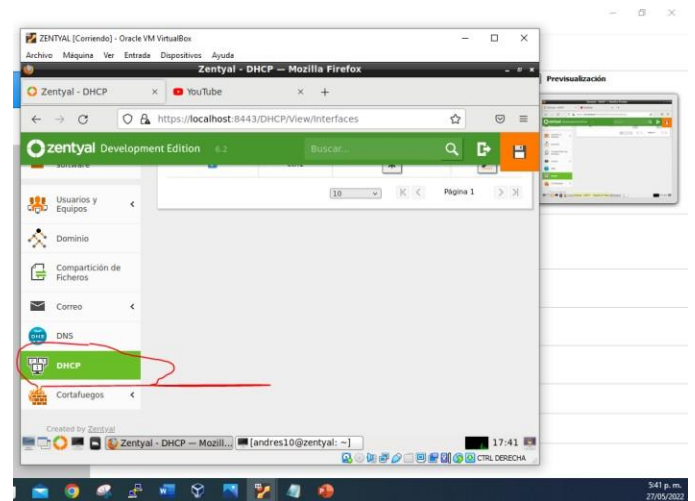 ZENTYAL [Corriendo] - Oracle VM VirtualBox
Archivo Máquina Ver Entrada Dispositivos Ayuda
Zentyal - DHCP — Mozilla Firefox
Zentyal - DHCP
YouTube
https://localhost:8443/DHCP/View/Interfaces
zentyal Development Edition 6.2
Buscar...
Software
10
Página 1
Usuarios y
Equipos
Dominio
Compartición de
Ficheros
Correo
DNS
DHCP
Cortafuegos
Created by Zentyal
Zentyal - DHCP — Mozill...
[andres10@zentyal: ~]
17:41
CTRL DERECHA
Previsualización
5:41 p. m.
27/05/2022